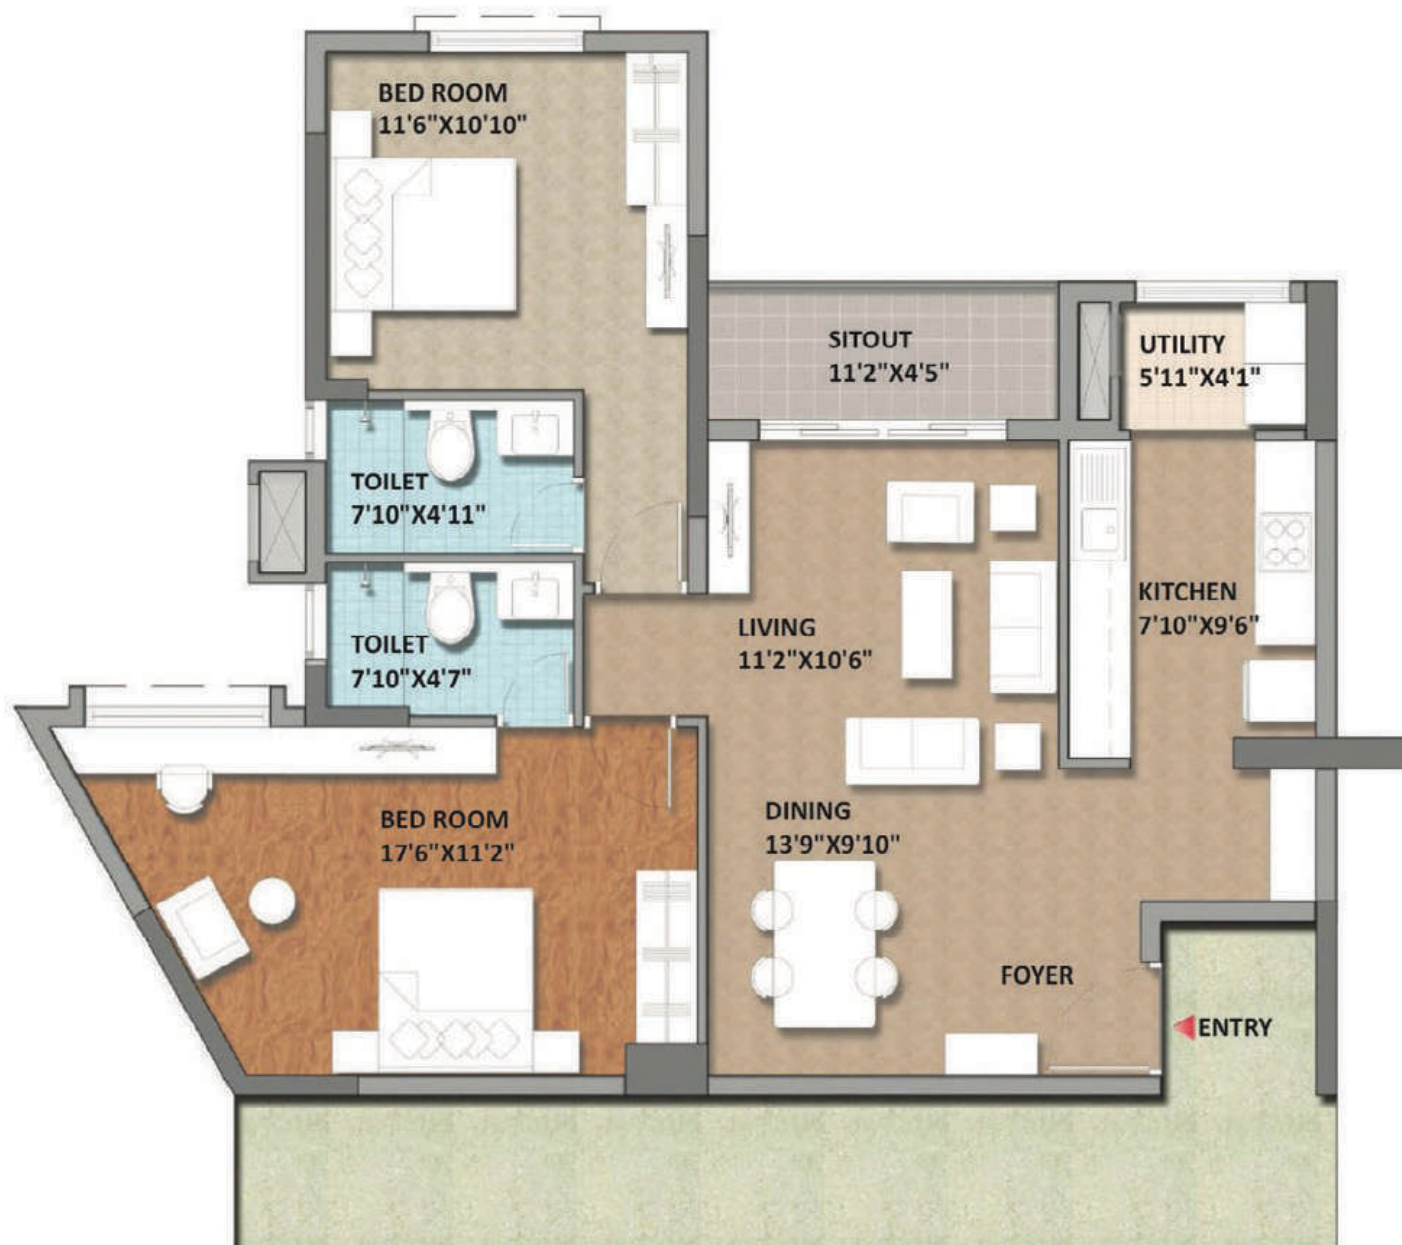 BED ROOM
11'6"X10'10"
SITOUT
11'2"X4'5"
UTILITY
5'11"X4'1"
TOILET
7'10"X4'11"
KITCHEN
7'10"X9'6"
LIVING
11'2"X10'6"
TOILET
7'10"X4'7"
DINING
13'9"X9'10"
BED ROOM
17'6"X11'2"
FOYER
ENTRY